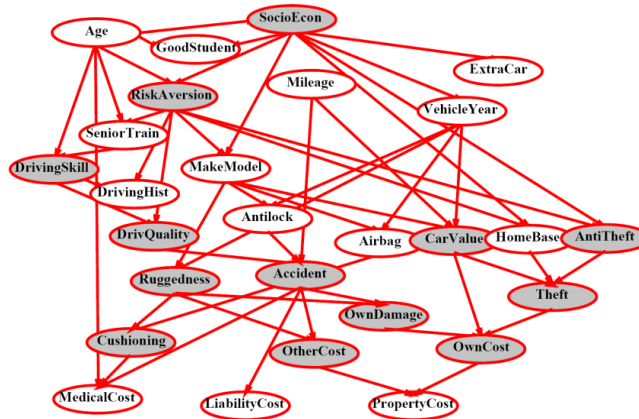 SocioEcon
Age
GoodStudent
ExtraCar
Mileage
RiskAversion
VehicleYear
SeniorTrain
DrivingSkill
MakeModel
DrivingHist
Antilock
DrivQuality
Airbag
CarValue
HomeBase
AntiTheft
Ruggedness
Accident
Theft
OwnDamage
Cushioning
OtherCost
OwnCost
MedicalCost
LiabilityCost
PropertyCost